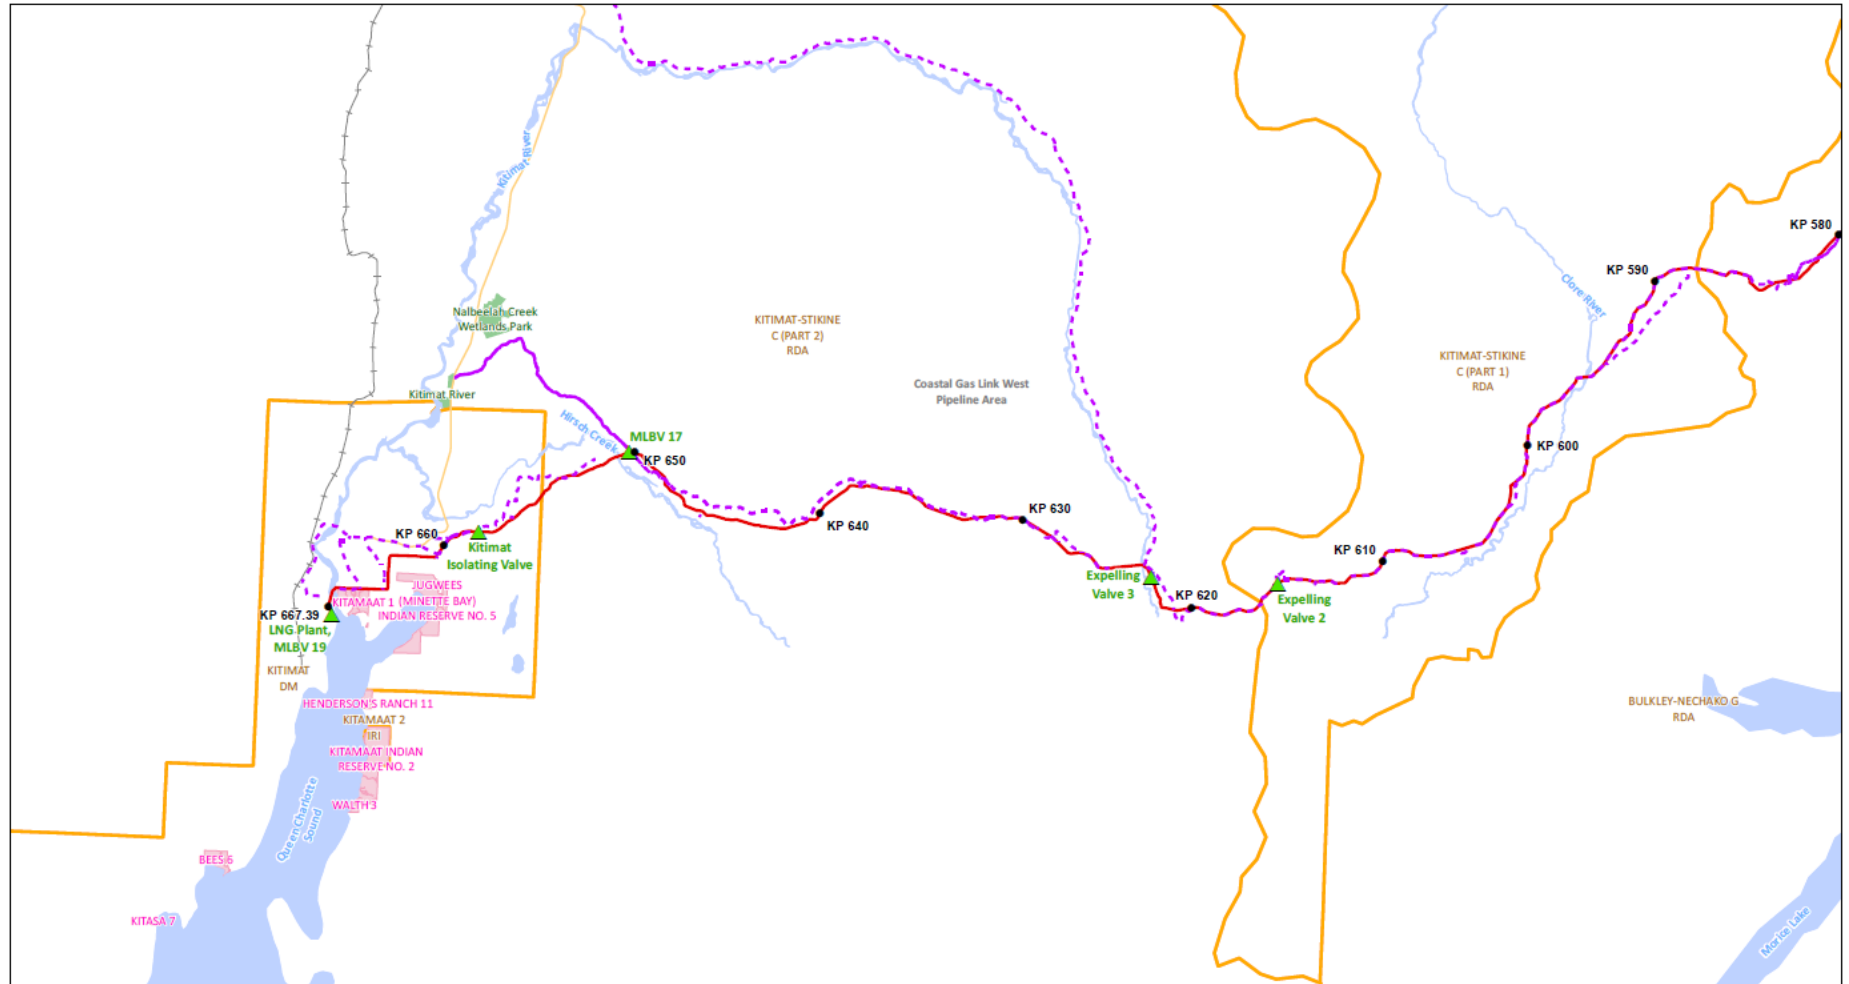 Kitimat River
Clore River
KP 580
KP 590
Nalbeelah Creek
Wetlands Park
KITIMAT-STIKINE
C (PART 2)
RDA
KITIMAT-STIKINE
C (PART 1)
RDA
Coastal Gas Link West
Pipeline Area
Kitimat River
Hirsch Creek
MLBV 17
KP 650
KP 600
KP 640
KP 630
KP 660
Kitimat
Isolating Valve
KP 610
Expelling
Valve 3
KP 620
Expelling
Valve 2
JUGWEES
(MINETTE BAY)
INDIAN RESERVE NO. 5
KITAMAAT 1
KP 667.39
LNG Plant,
MLBV 19
KITIMAT
DM
HENDERSON'S RANCH 11
KITAMAAT 2
IRI
KITAMAAT INDIAN
RESERVE NO. 2
WALTH 3
BULKLEY-NECHAKO G
RDA
Queen Charlotte
Sound
BEES 6
KITASA 7
Morice Lake